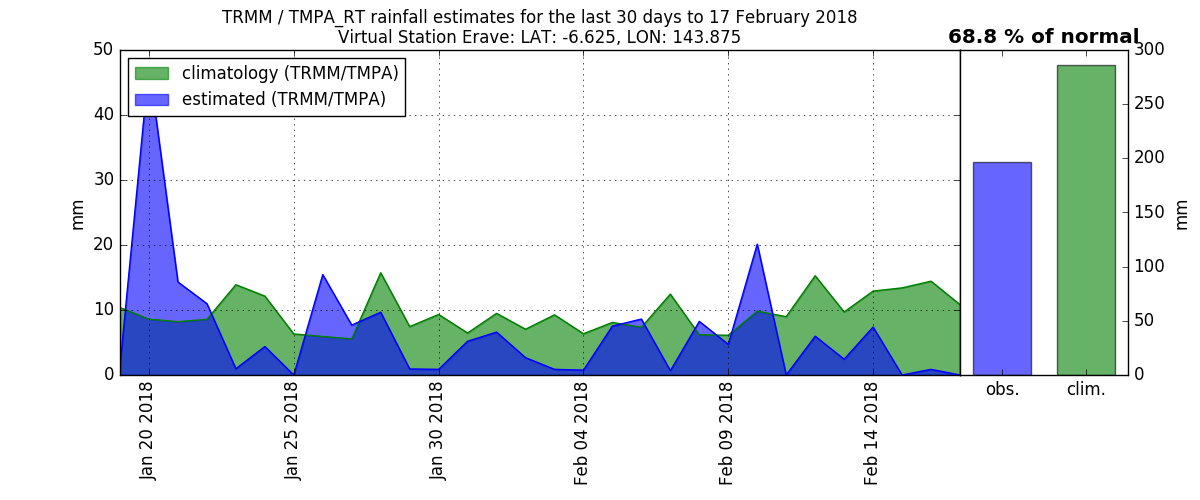 TRMM / TMPA_RT rainfall estimates for the last 30 days to 17 February 2018
Virtual Station Erave: LAT: -6.625, LON: 143.875
68.8 % of normal
climatology (TRMM/TMPA)
estimated (TRMM/TMPA)
50
40
30
20
10
0
mm
Jan 20 2018
Jan 25 2018
Jan 30 2018
Feb 04 2018
Feb 09 2018
Feb 14 2018
300
250
200
150
100
50
0
mm
obs.
clim.